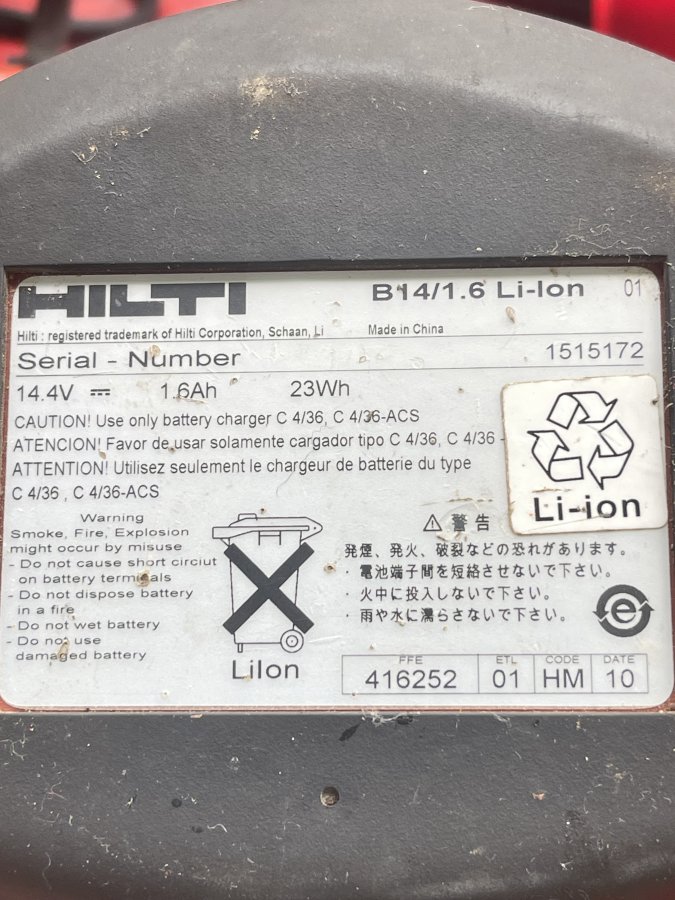 HILTI
B14/1.6 Li-Ion 01
Hilti : registered trademark of Hilti Corporation, Schaan, Li Made in China
Serial - Number 1515172
14.4V 1.6Ah 23Wh
CAUTION! Use only battery charger C 4/36, C 4/36-ACS
ATENCION! Favor de usar solamente cargador tipo C 4/36, C 4/36 -
ATTENTION! Utilisez seulement le chargeur de batterie du type
C 4/36 , C 4/36-ACS
Li-ion
Warning
Smoke, Fire, Explosion
might occur by misuse
- Do not cause short circiut
on battery terminals
- Do not dispose battery
in a fire
- Do not wet battery
- Do not use
damaged battery
LiIon
⚠ 警告
発煙、発火、破裂などの恐れがあります。
・電池端子間を短絡させないで下さい。
・火中に投入しないで下さい。
・雨や水に濡らさないで下さい。
e
FFE ETL CODE DATE
416252 01 HM 10